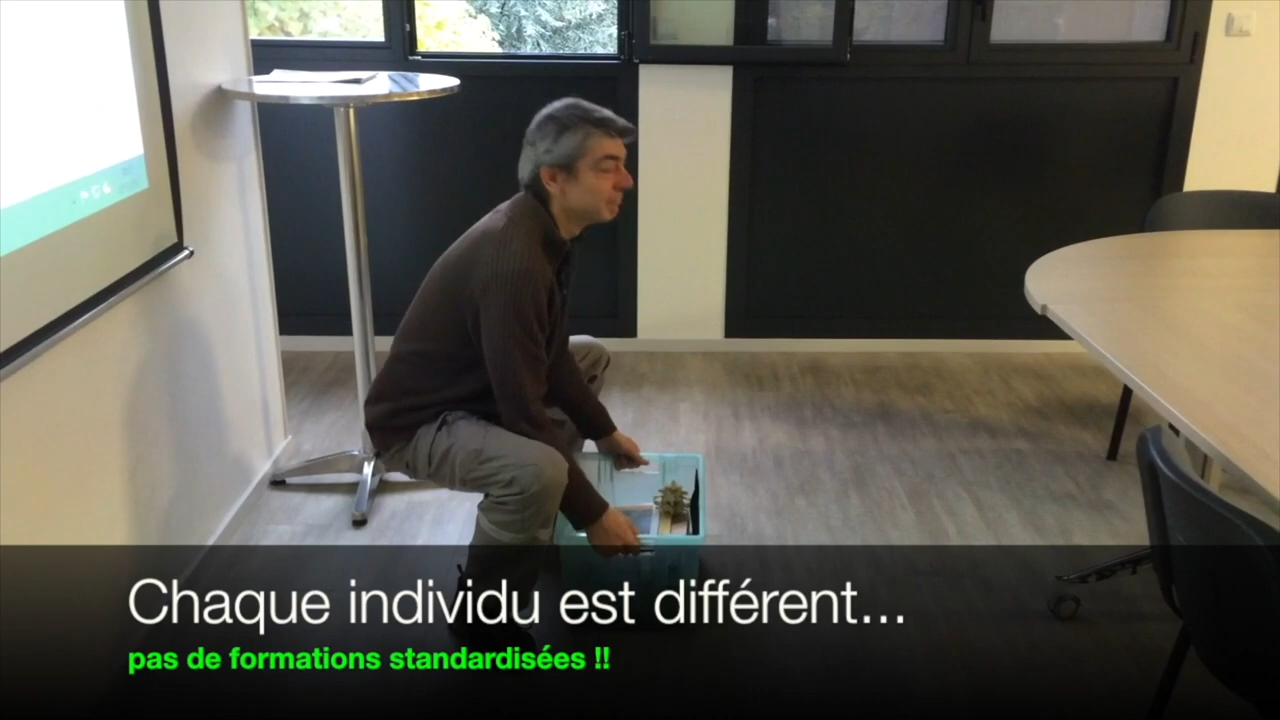 Chaque individu est différent...
pas de formations standardisées !!